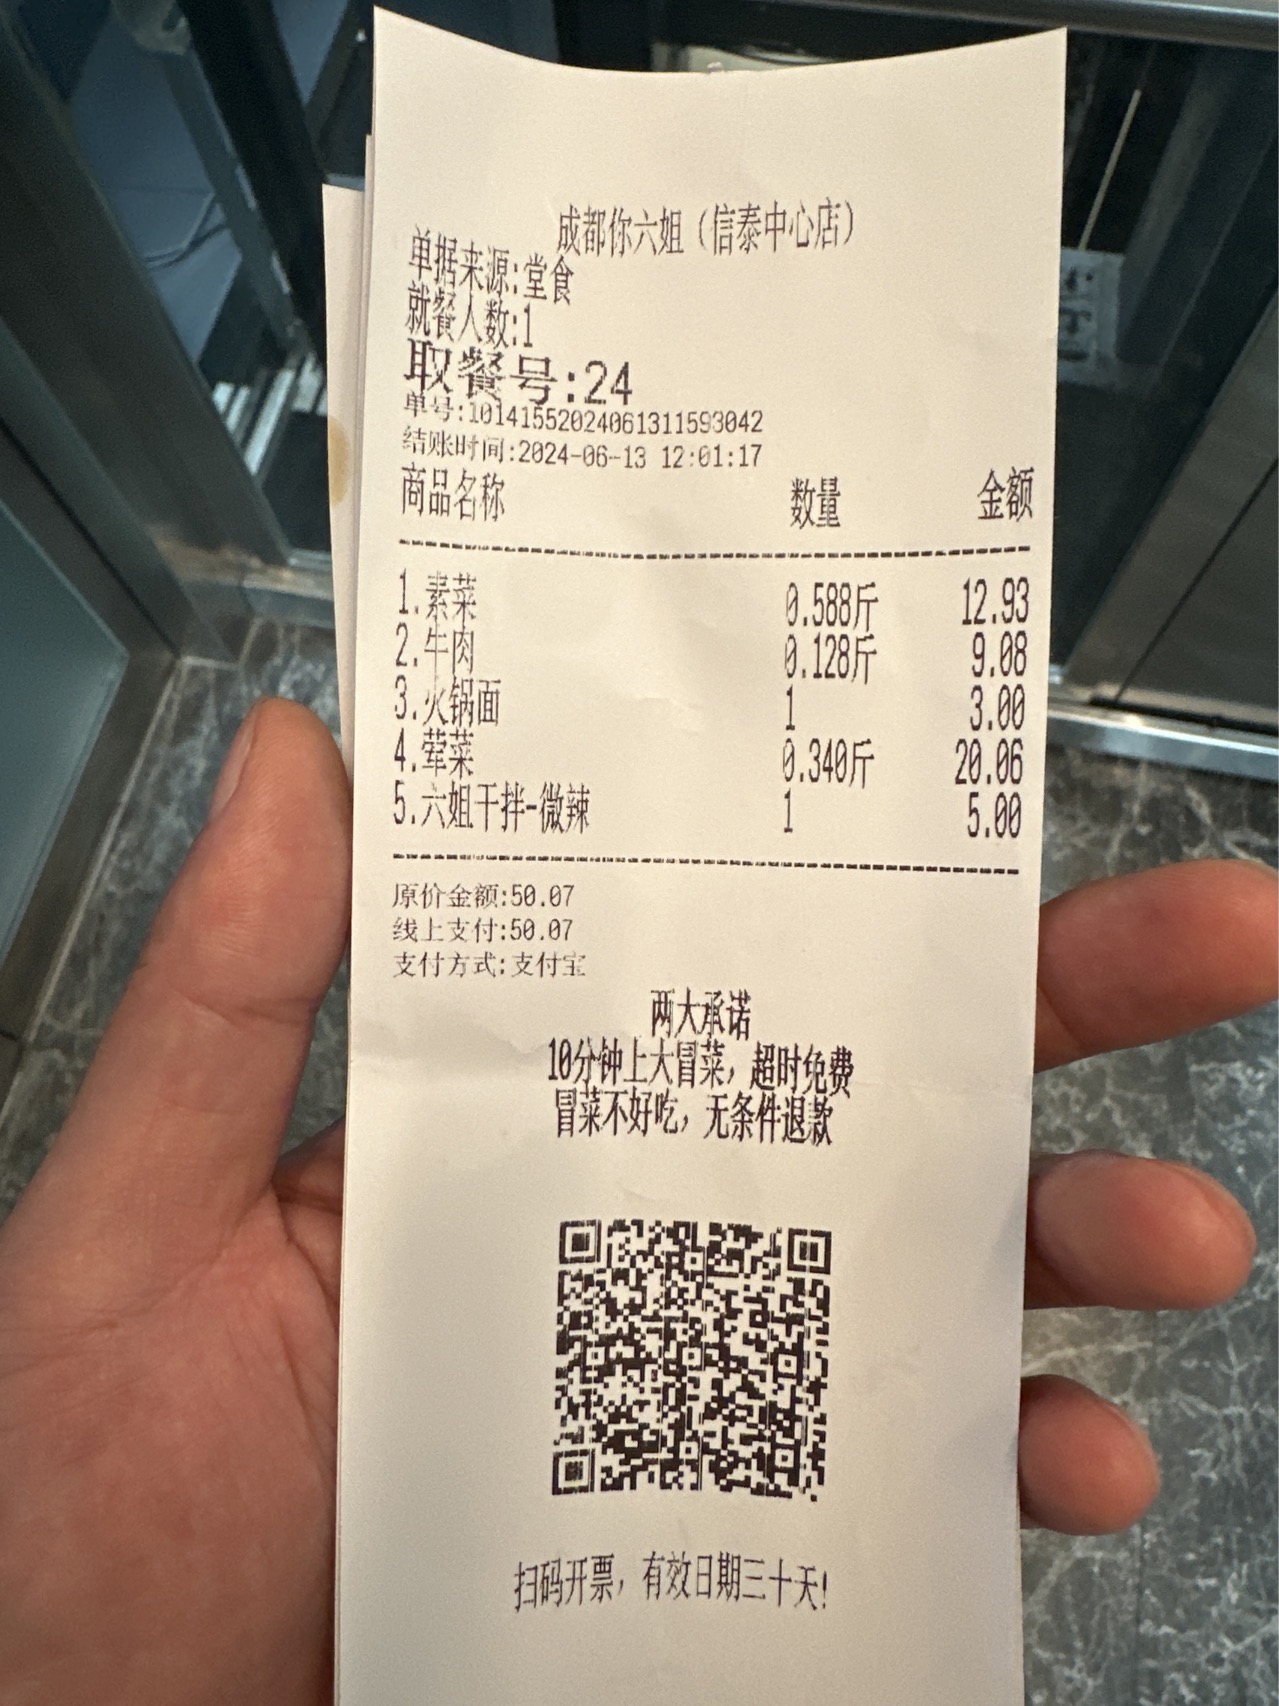 成都你六姐（信泰中心店）
单据来源:堂食
就餐人数:1
取餐号:24
单号:10141552024061311593042
结账时间:2024-06-13 12:01:17
商品名称 数量 金额
1.素菜 0.588斤 12.93
2.牛肉 0.128斤 9.08
3.火锅面 1 3.00
4.荤菜 0.340斤 20.06
5.六姐干拌-微辣 1 5.00
原价金额:50.07
线上支付:50.07
支付方式:支付宝
两大承诺
10分钟上大冒菜，超时免费
冒菜不好吃，无条件退款
扫码开票，有效日期三十天!